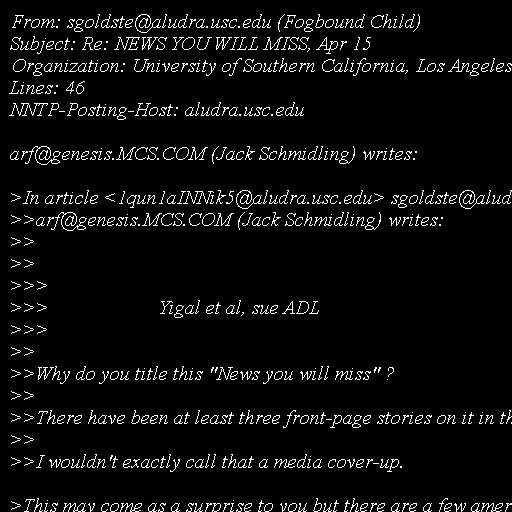 From: sgoldste@aludra.usc.edu (Fogbound Child)
Subject: Re: NEWS YOU WILL MISS, Apr 15
Organization: University of Southern California, Los Angeles
Lines: 46
NNTP-Posting-Host: aludra.usc.edu

arf@genesis.MCS.COM (Jack Schmidling) writes:

>In article <1qun1aINNik5@aludra.usc.edu> sgoldste@alud
>>arf@genesis.MCS.COM (Jack Schmidling) writes:
>>
>>
>>>
>>> Yigal et al, sue ADL
>>>
>>
>>Why do you title this "News you will miss" ?
>>
>>There have been at least three front-page stories on it in th
>>
>>I wouldn't exactly call that a media cover-up.

>This may come as a surprise to you but there are a few amer